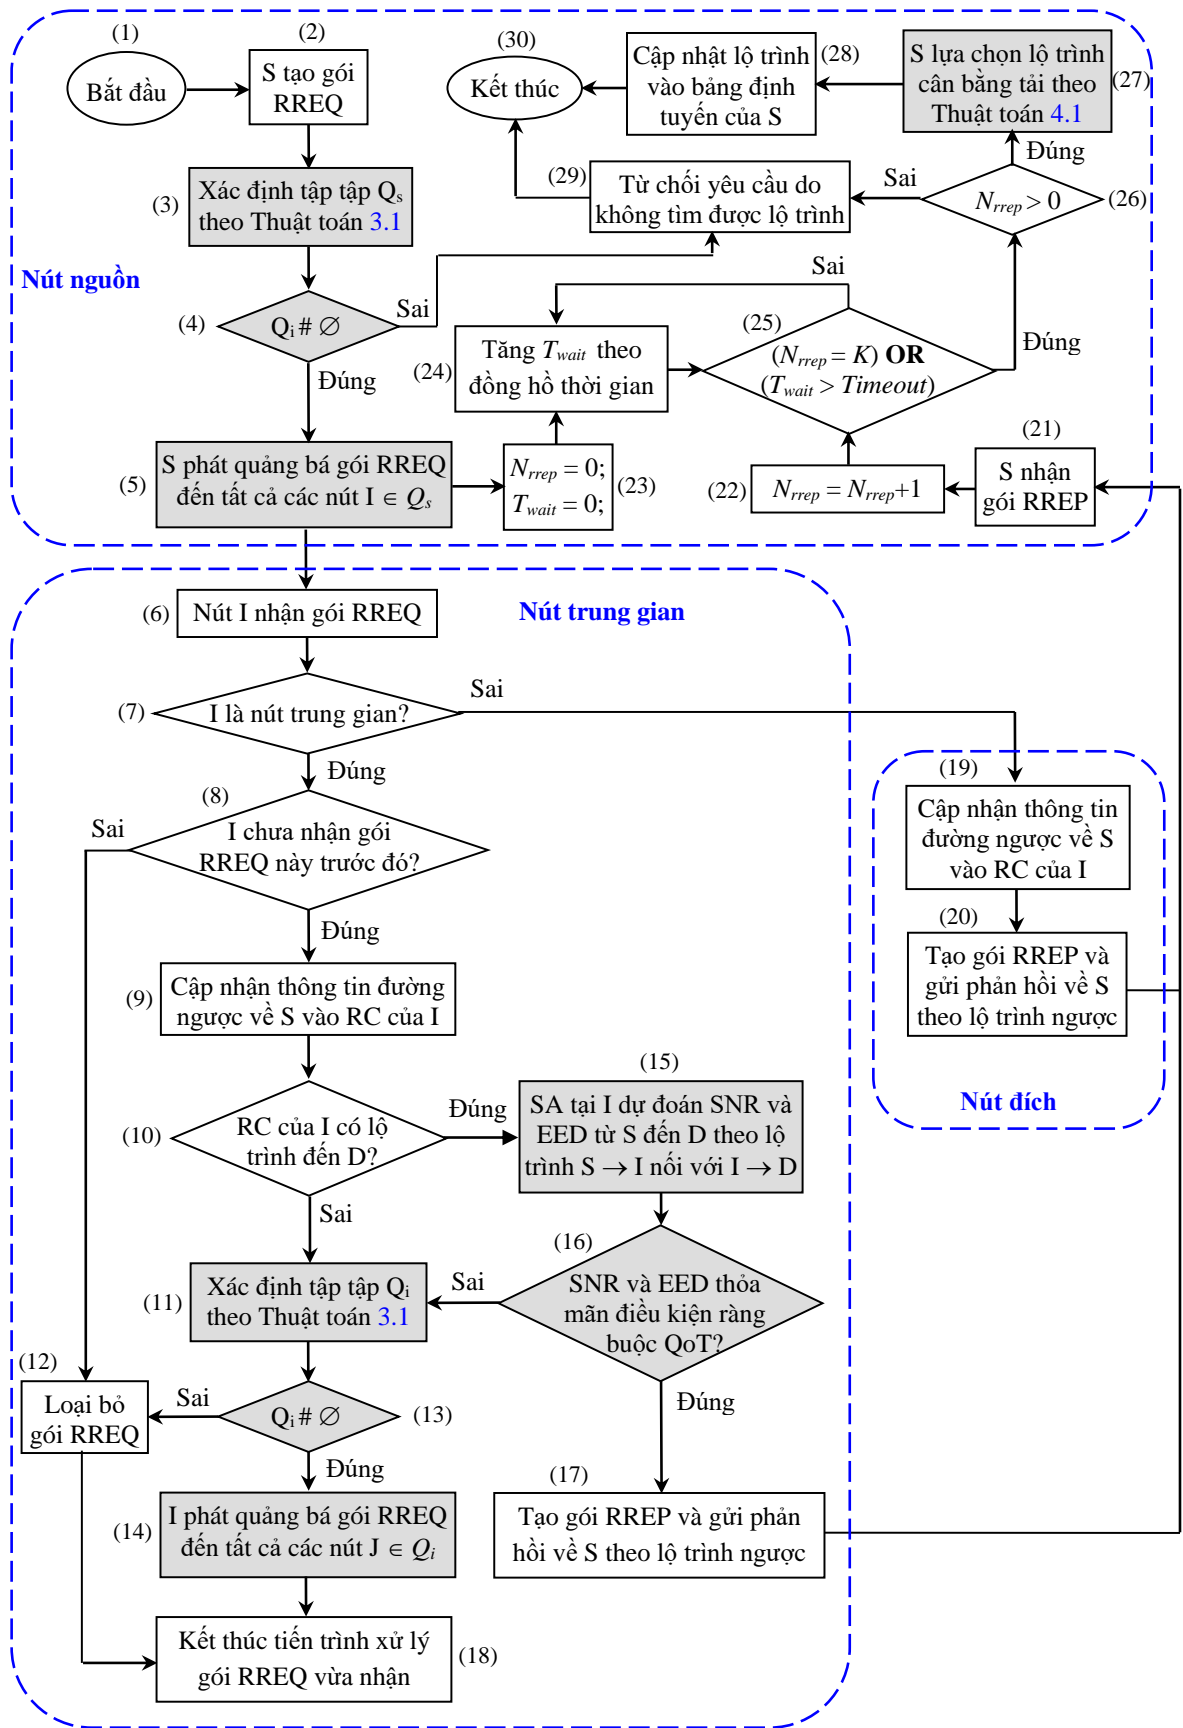 (1)
Bắt đầu
(2)
S tạo gói
RREQ
(30)
Kết thúc
Cập nhật lộ trình
vào bảng định
tuyến của S
(28)
S lựa chọn lộ trình
cân bằng tải theo
Thuật toán 4.1
(27)
Đúng
(3)
Xác định tập tập Qs
theo Thuật toán 3.1
(29)
Từ chối yêu cầu do
không tìm được lộ trình
Sai
Nrrep > 0
(26)
Nút nguồn
(4)
Qi # ∅
Sai
Đúng
Sai
(24)
Tăng Twait theo
đồng hồ thời gian
(25)
(Nrrep = K) OR
(Twait > Timeout)
Đúng
(5)
S phát quảng bá gói RREQ
đến tất cả các nút I ∈ Qs
Nrrep = 0;
Twait = 0;
(23)
(22)
Nrrep = Nrrep+1
(21)
S nhận
gói RREP
(6)
Nút I nhận gói RREQ
Nút trung gian
(7)
I là nút trung gian?
Sai
Đúng
(8)
I chưa nhận gói
RREQ này trước đó?
Sai
Đúng
(19)
Cập nhận thông tin
đường ngược về S
vào RC của I
(20)
Tạo gói RREP và
gửi phản hồi về S
theo lộ trình ngược
Nút đích
(9)
Cập nhận thông tin đường
ngược về S vào RC của I
(10)
RC của I có lộ
trình đến D?
Đúng
Sai
(15)
SA tại I dự đoán SNR và
EED từ S đến D theo lộ
trình S → I nối với I → D
(16)
SNR và EED thỏa
mãn điều kiện ràng
buộc QoT?
Sai
Đúng
(11)
Xác định tập tập Qi
theo Thuật toán 3.1
(12)
Loại bỏ
gói RREQ
Sai
Qi # ∅
(13)
Đúng
(14)
I phát quảng bá gói RREQ
đến tất cả các nút J ∈ Qi
(17)
Tạo gói RREP và gửi phản
hồi về S theo lộ trình ngược
Kết thúc tiến trình xử lý
gói RREQ vừa nhận
(18)